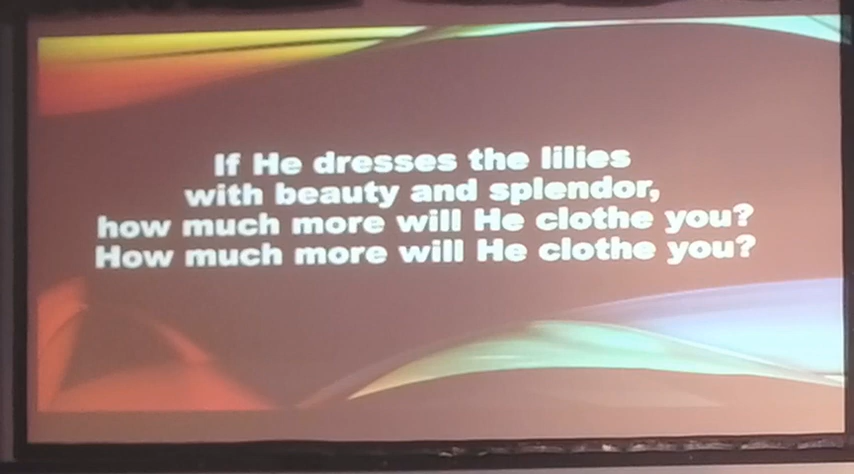 If He dresses the lilies
with beauty and splendor,
how much more will He clothe you?
How much more will He clothe you?